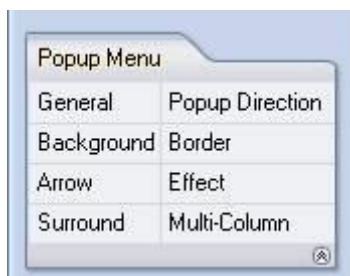 Popup Menu
General Popup Direction
Background Border
Arrow Effect
Surround Multi-Column